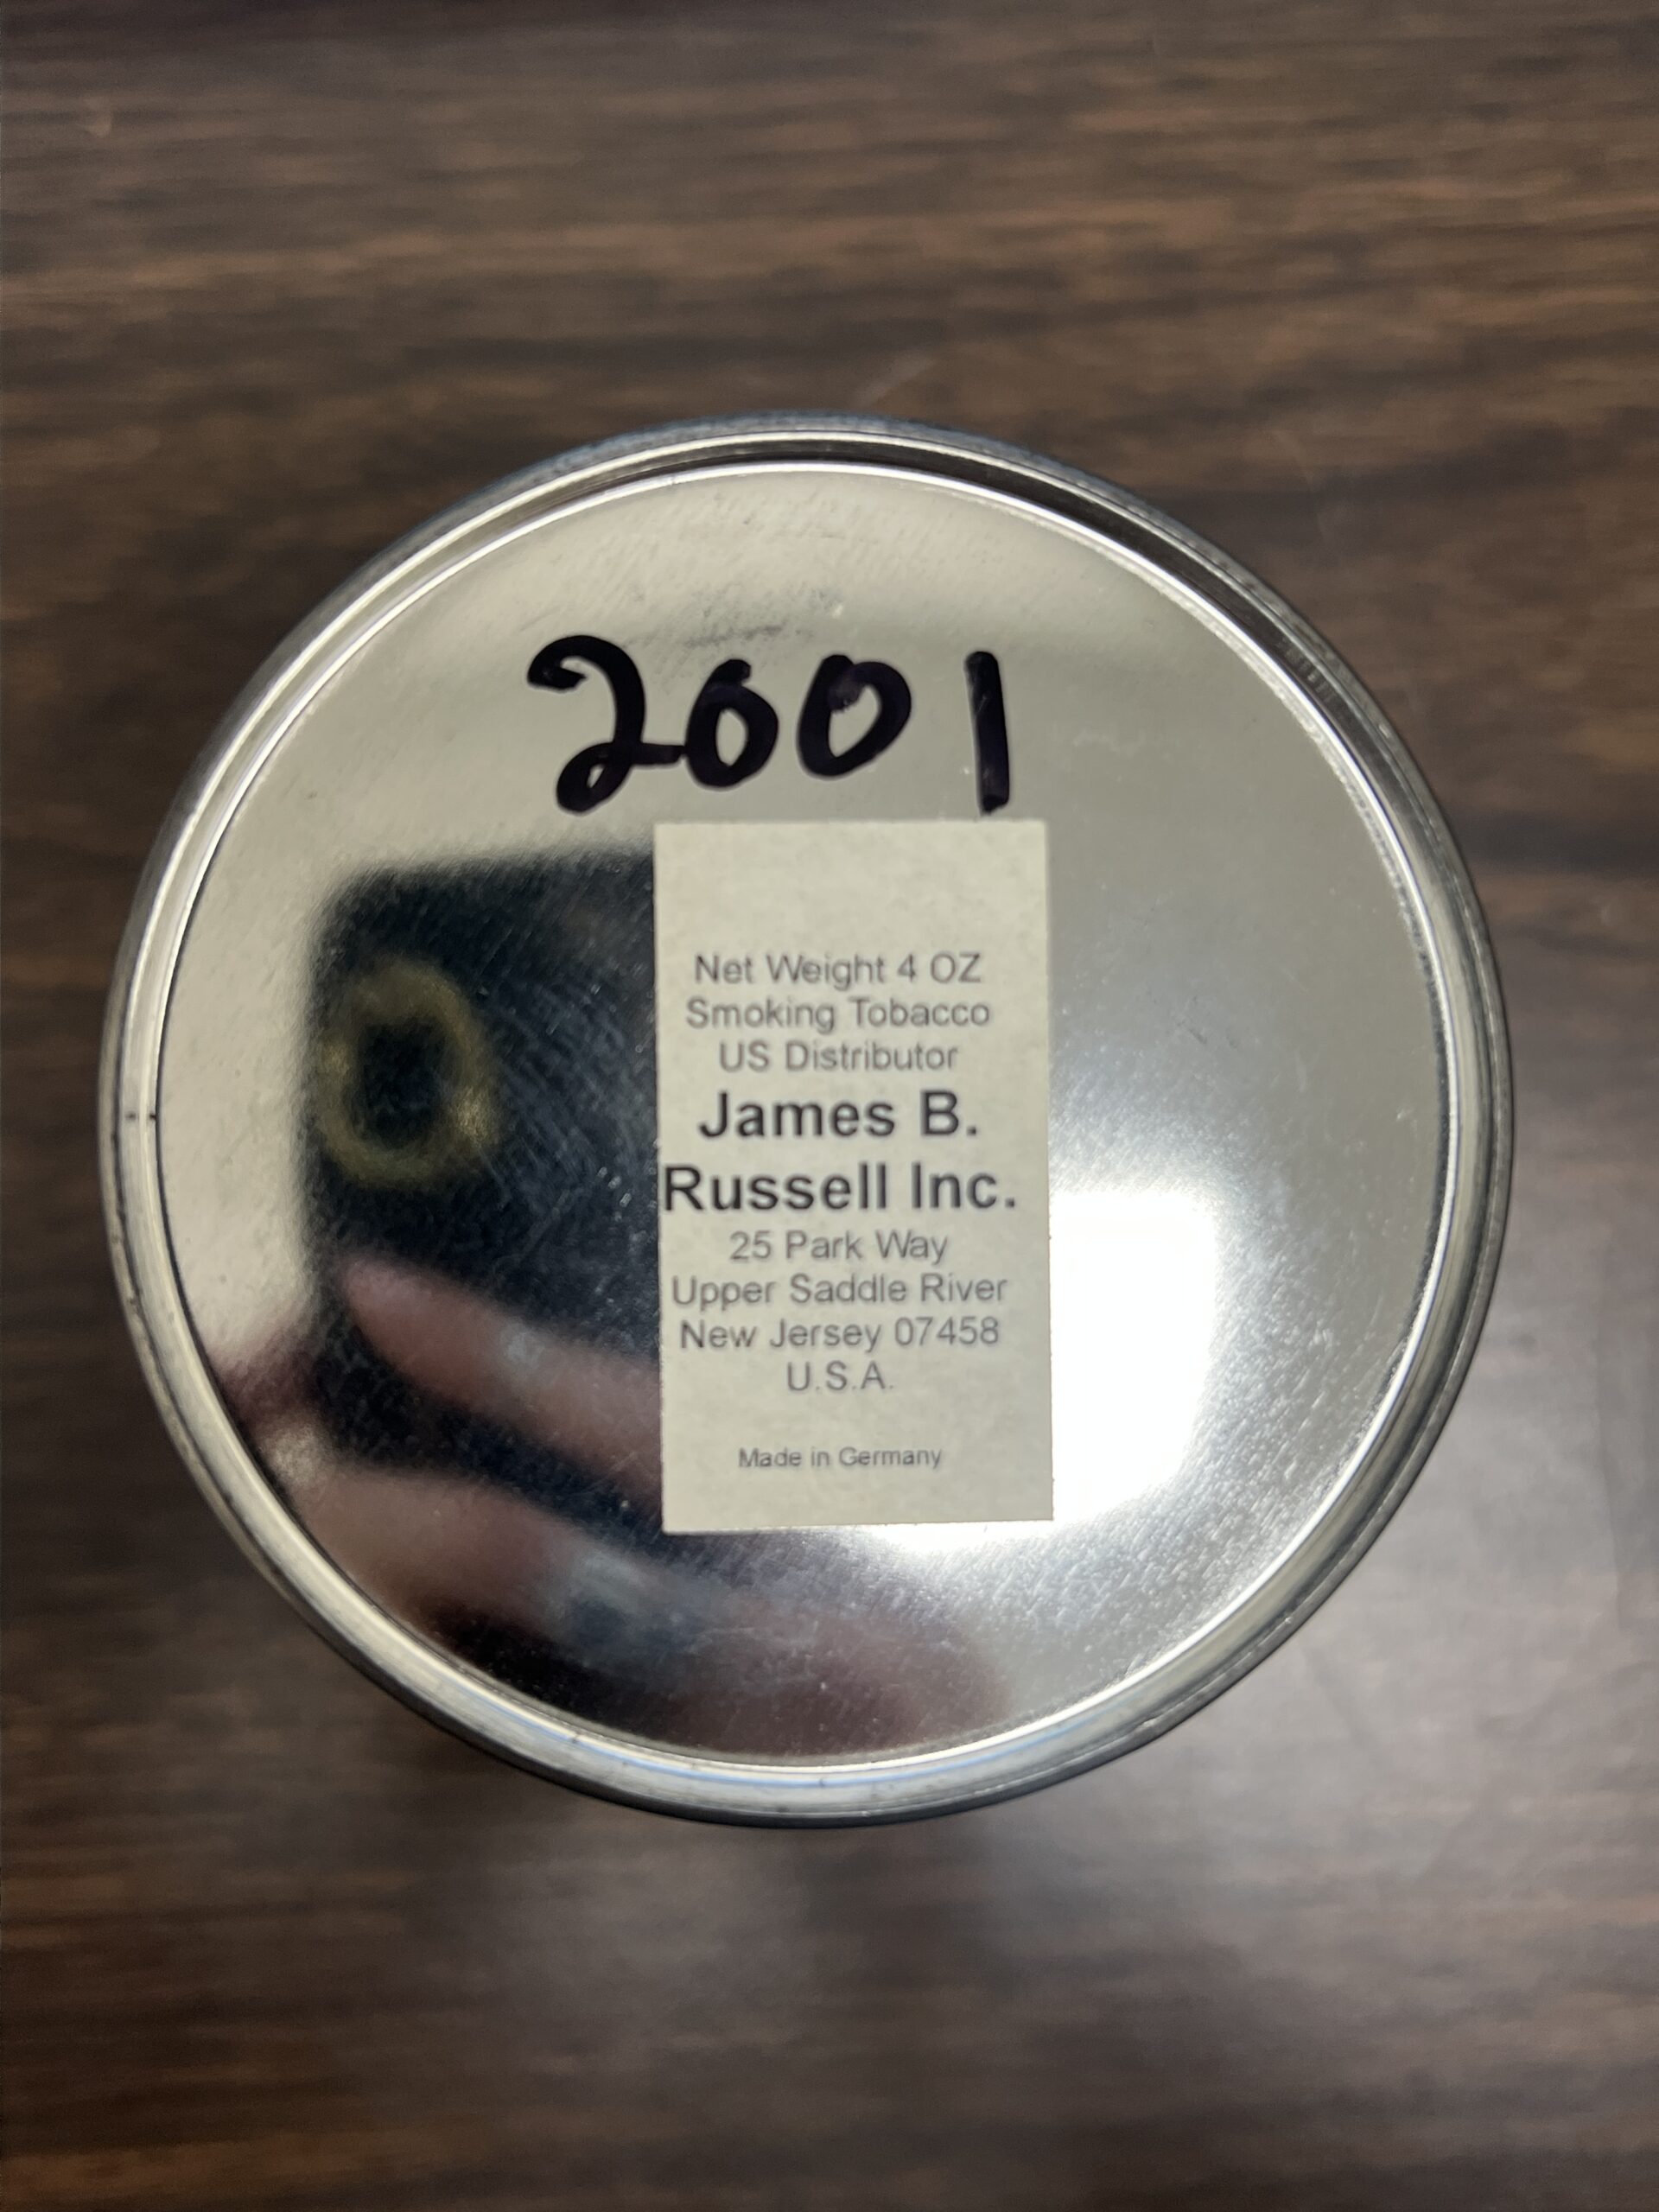 2001
Net Weight 4 OZ
Smoking Tobacco
US Distributor
James B.
Russell Inc.
25 Park Way
Upper Saddle River
New Jersey 07458
U.S.A.
Made in Germany